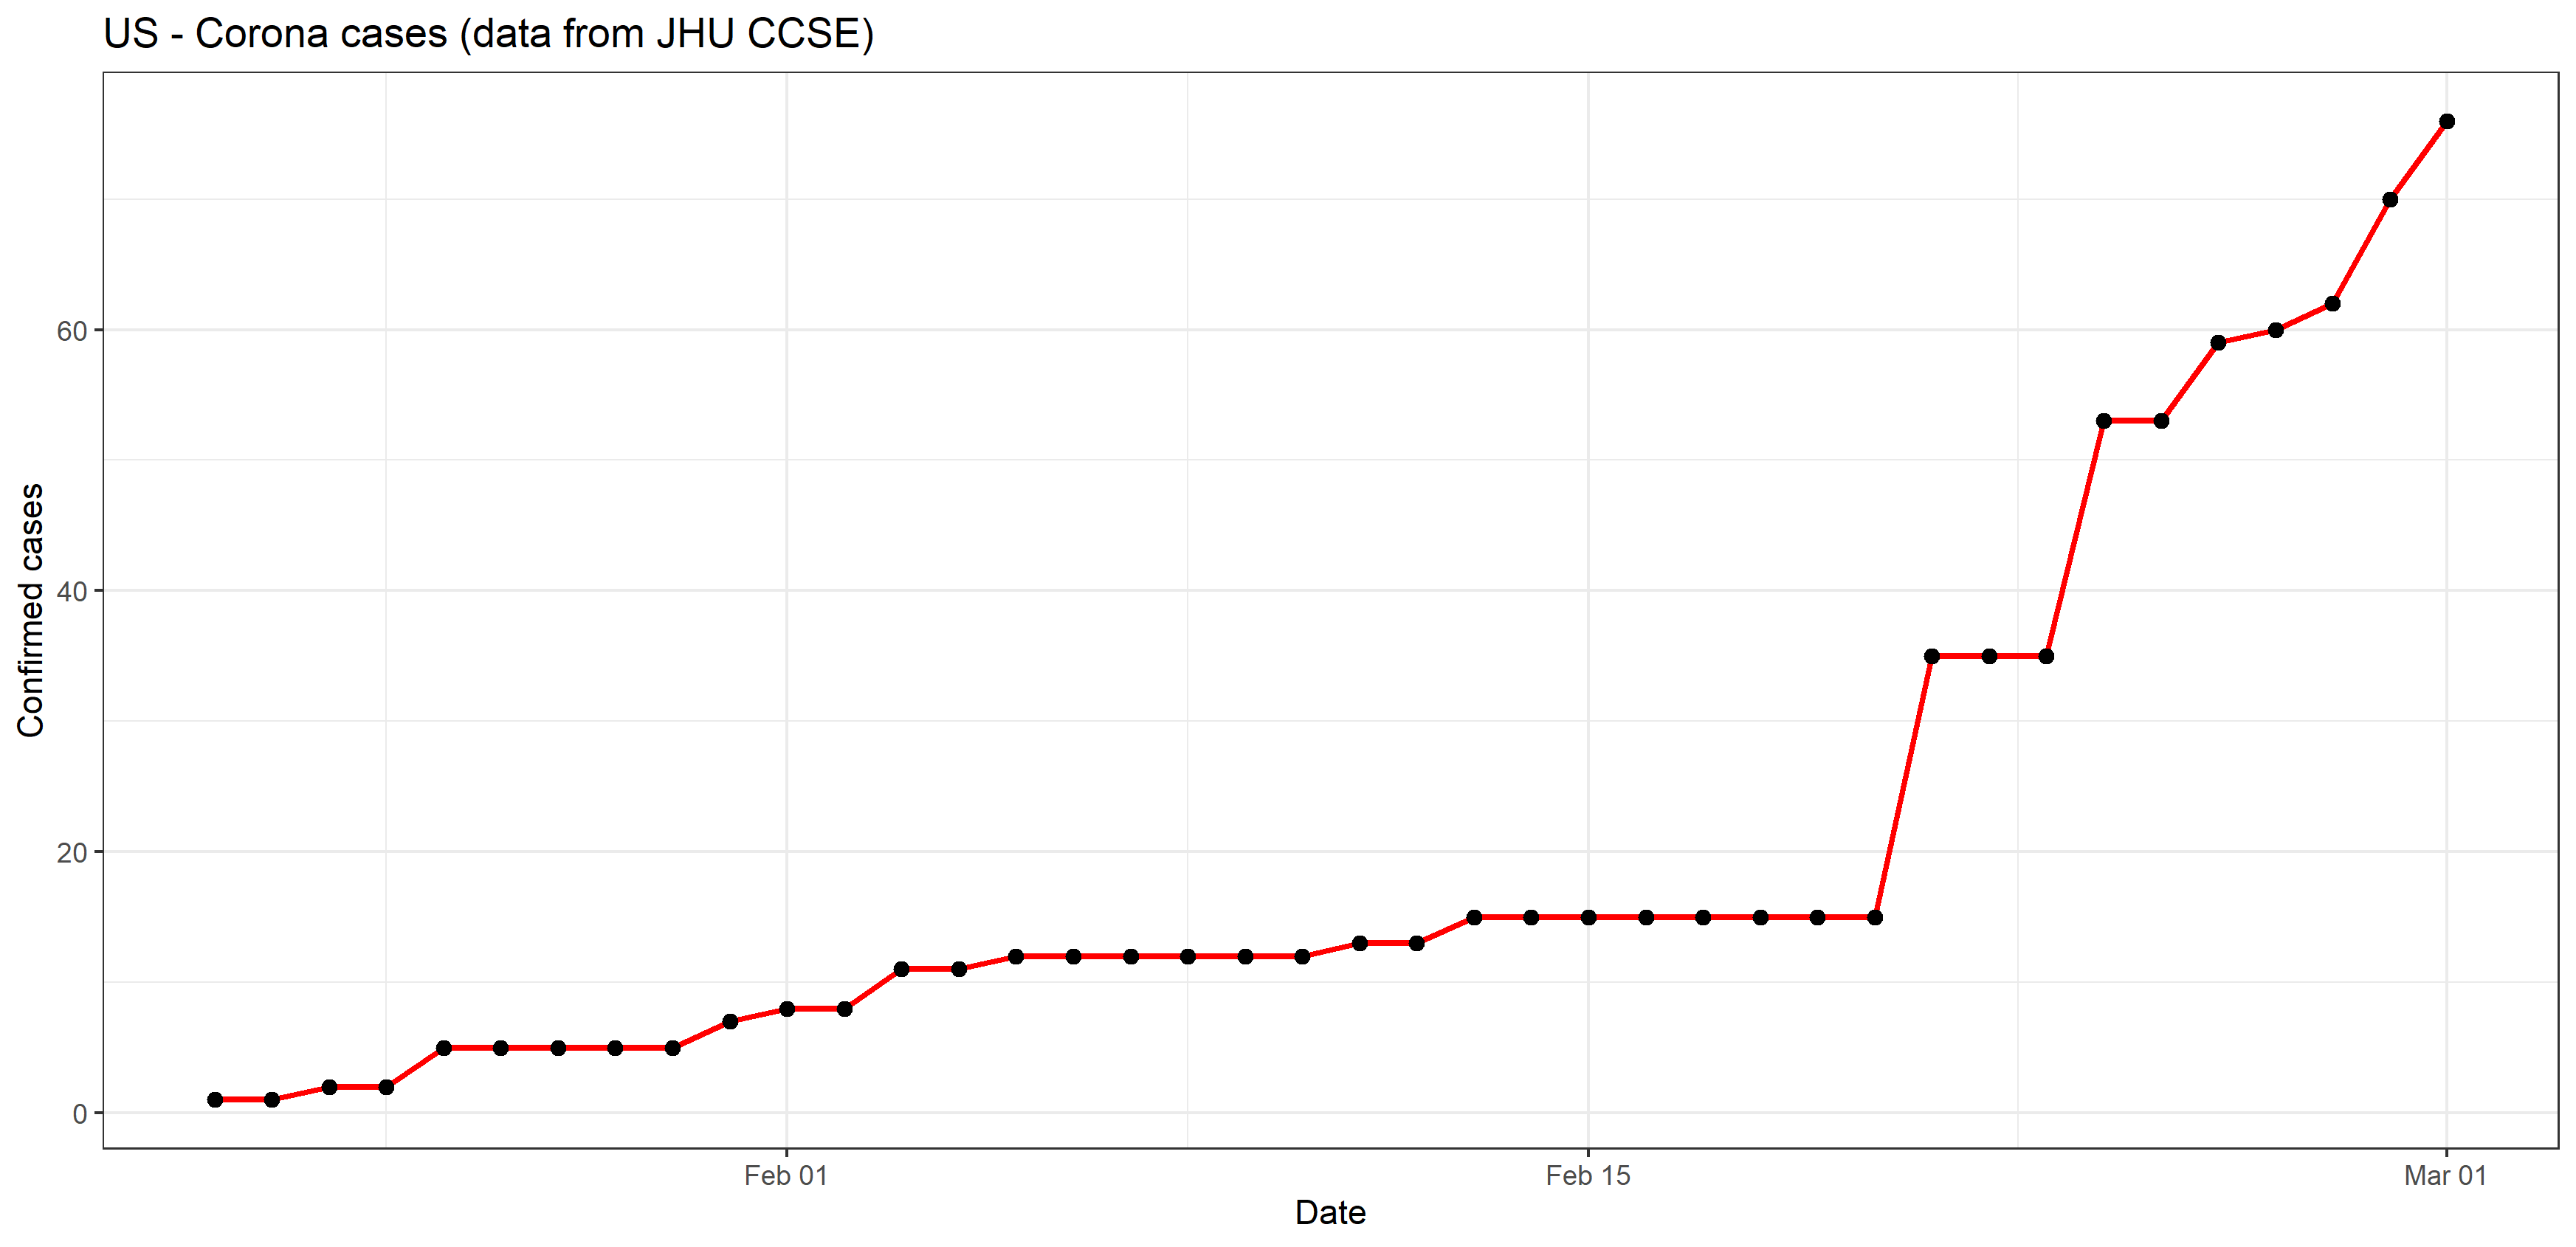 US - Corona cases (data from JHU CCSE)
Confirmed cases
60
40
20
0
Feb 01
Feb 15
Mar 01
Date